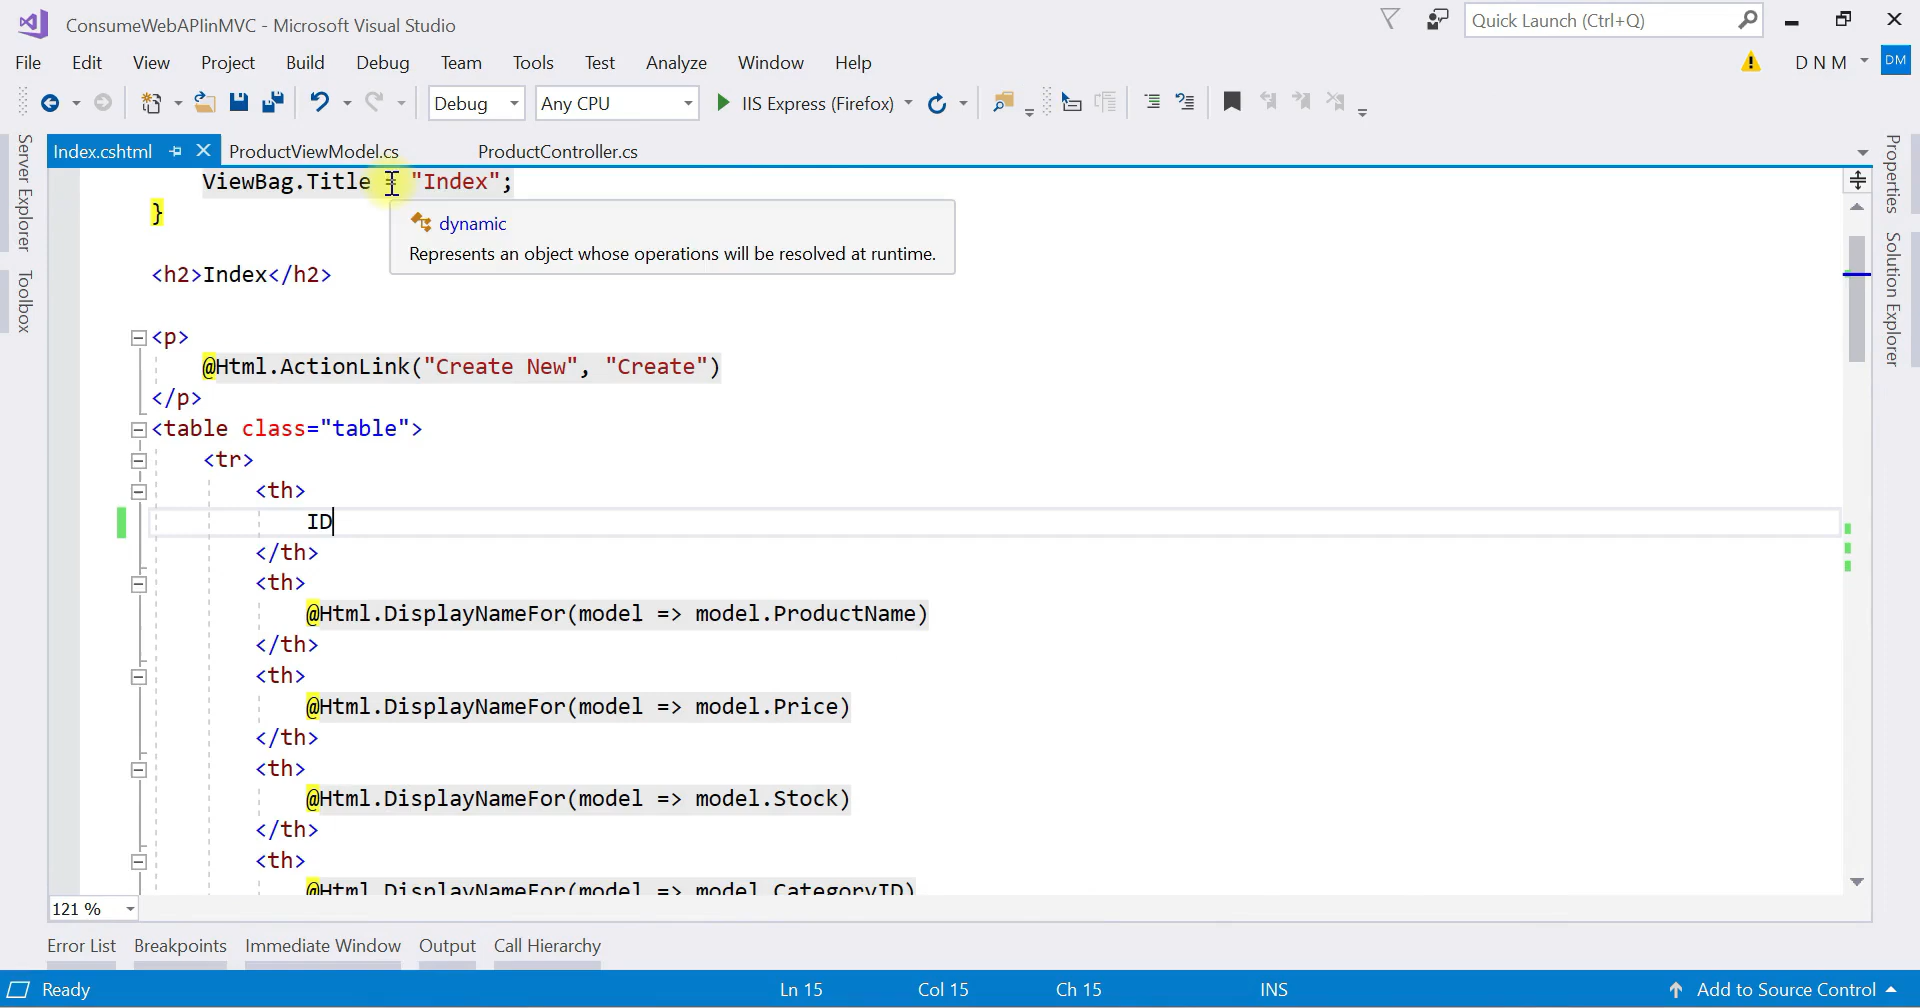 ConsumeWebAPIinMVC - Microsoft Visual Studio
Quick Launch (Ctrl+Q)
File Edit View Project Build Debug Team Tools Test Analyze Window Help
D N M DM
Debug Any CPU IIS Express (Firefox)
Index.cshtml ProductViewModel.cs ProductController.cs
Server Explorer
Toolbox
Properties
Solution Explorer
ViewBag.Title = "Index";
}
dynamic
Represents an object whose operations will be resolved at runtime.
<h2>Index</h2>
<p>
@Html.ActionLink("Create New", "Create")
</p>
<table class="table">
<tr>
<th>
ID
</th>
<th>
@Html.DisplayNameFor(model => model.ProductName)
</th>
<th>
@Html.DisplayNameFor(model => model.Price)
</th>
<th>
@Html.DisplayNameFor(model => model.Stock)
</th>
<th>
@Html.DisplayNameFor(model => model.CategoryID)
121 %
Error List Breakpoints Immediate Window Output Call Hierarchy
Ready Ln 15 Col 15 Ch 15 INS Add to Source Control